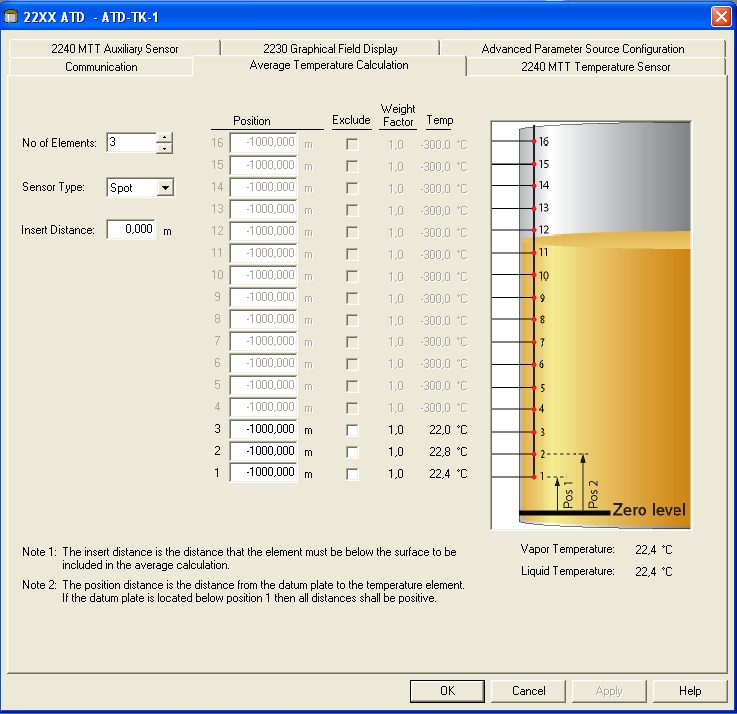 22XX ATD - ATD-TK-1
2240 MTT Auxiliary Sensor 2230 Graphical Field Display Advanced Parameter Source Configuration
Communication Average Temperature Calculation 2240 MTT Temperature Sensor
No of Elements: 3
Sensor Type: Spot
Insert Distance: 0,000 m
Position Exclude Weight Factor Temp
16 -1000,000 m 1,0 -300,0 °C
15 -1000,000 m 1,0 -300,0 °C
14 -1000,000 m 1,0 -300,0 °C
13 -1000,000 m 1,0 -300,0 °C
12 -1000,000 m 1,0 -300,0 °C
11 -1000,000 m 1,0 -300,0 °C
10 -1000,000 m 1,0 -300,0 °C
9 -1000,000 m 1,0 -300,0 °C
8 -1000,000 m 1,0 -300,0 °C
7 -1000,000 m 1,0 -300,0 °C
6 -1000,000 m 1,0 -300,0 °C
5 -1000,000 m 1,0 -300,0 °C
4 -1000,000 m 1,0 -300,0 °C
3 -1000,000 m 1,0 22,0 °C
2 -1000,000 m 1,0 22,8 °C
1 -1000,000 m 1,0 22,4 °C
16
15
14
13
12
11
10
9
8
7
6
5
4
3
2
1
Pos 1
Pos 2
Zero level
Vapor Temperature: 22,4 °C
Liquid Temperature: 22,4 °C
Note 1: The insert distance is the distance that the element must be below the surface to be
included in the average calculation.
Note 2: The position distance is the distance from the datum plate to the temperature element.
If the datum plate is located below position 1 then all distances shall be positive.
OK Cancel Apply Help